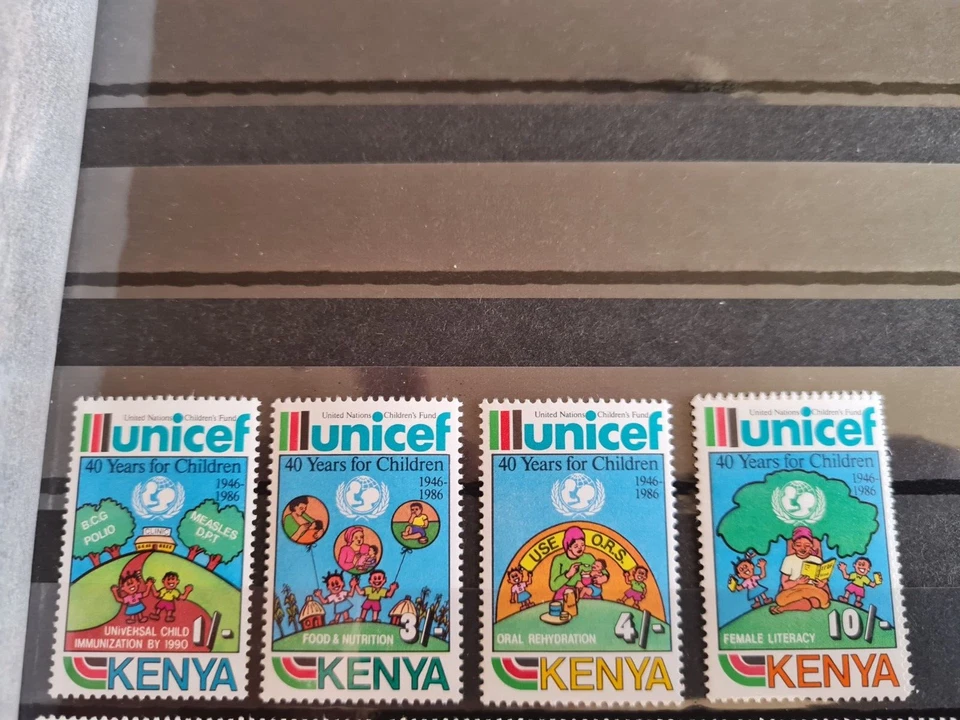 United Nations Children's Fund
unicef
40 Years for Children
1946-
1986
B.C.G
POLIO
CLINIC
MEASLES
D.P.T
UNIVERSAL CHILD
IMMUNIZATION BY 1990
1/-
KENYA
United Nations Children's Fund
unicef
40 Years for Children
1946-
1986
FOOD & NUTRITION
3/-
KENYA
United Nations Children's Fund
unicef
40 Years for Children
1946-
1986
USE O.R.S.
ORAL REHYDRATION
4/-
KENYA
United Nations Children's Fund
unicef
40 Years for Children
1946-
1986
FEMALE LITERACY
10/-
KENYA